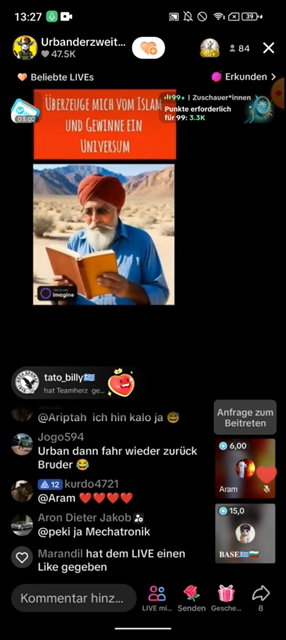 13:27
39
Urbanderzweit...
47.5K
84
Beliebte LIVEs
Erkunden >
ÜBERZEUGE MICH VOM ISLAM
UND GEWINNE EIN
UNIVERSUM
99+ | Zuschauer*innen
Punkte erforderlich
für 99: 3.3K
03:02
imagine
tato_billy🇬🇷
hat Teamherz ge...
@Ariptah ich hin kalo ja 😅
Jogo594
Urban dann fahr wieder zurück
Bruder 😂
12 kurdo4721
@Aram ❤️❤️❤️❤️
Aron Dieter Jakob
@peki ja Mechatronik
Marandil hat dem LIVE einen
Like gegeben
Anfrage zum
Beitreten
6,00
Aram
15,0
BASE🇬🇷🇧🇬
Kommentar hinz...
LIVE mi...
Senden
Gesche...
8